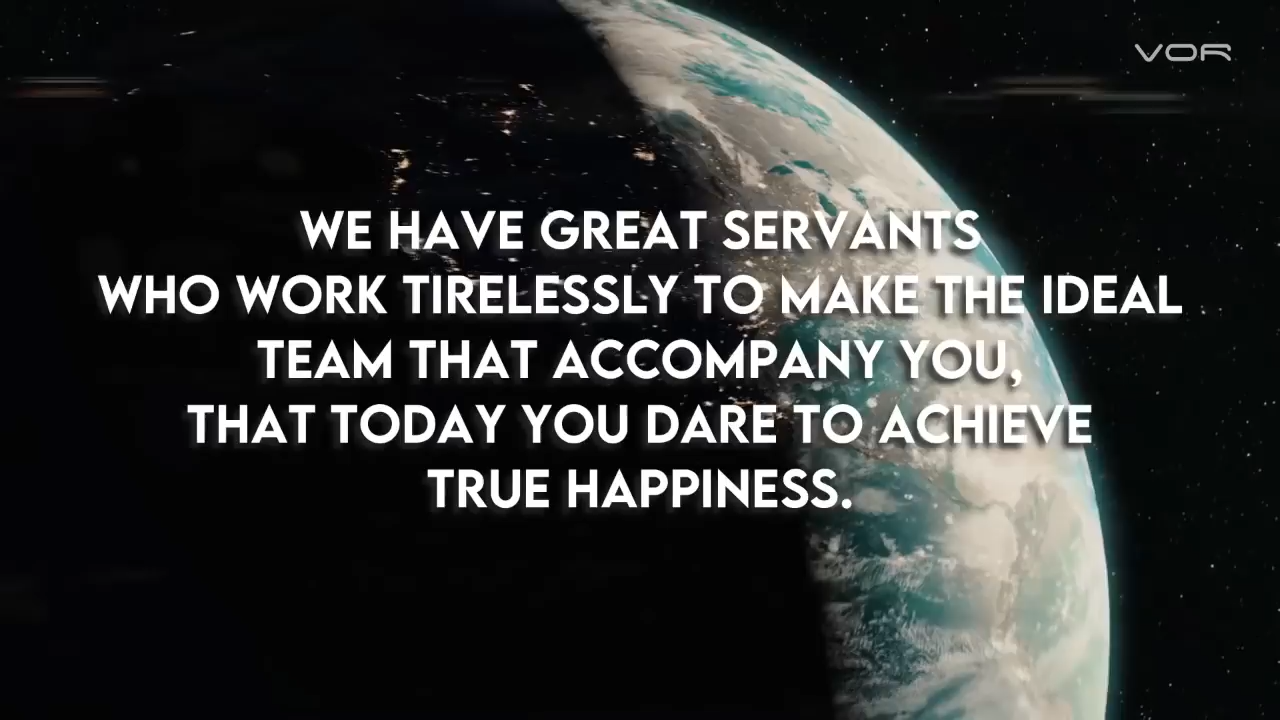 VOR
WE HAVE GREAT SERVANTS
WHO WORK TIRELESSLY TO MAKE THE IDEAL
TEAM THAT ACCOMPANY YOU,
THAT TODAY YOU DARE TO ACHIEVE
TRUE HAPPINESS.